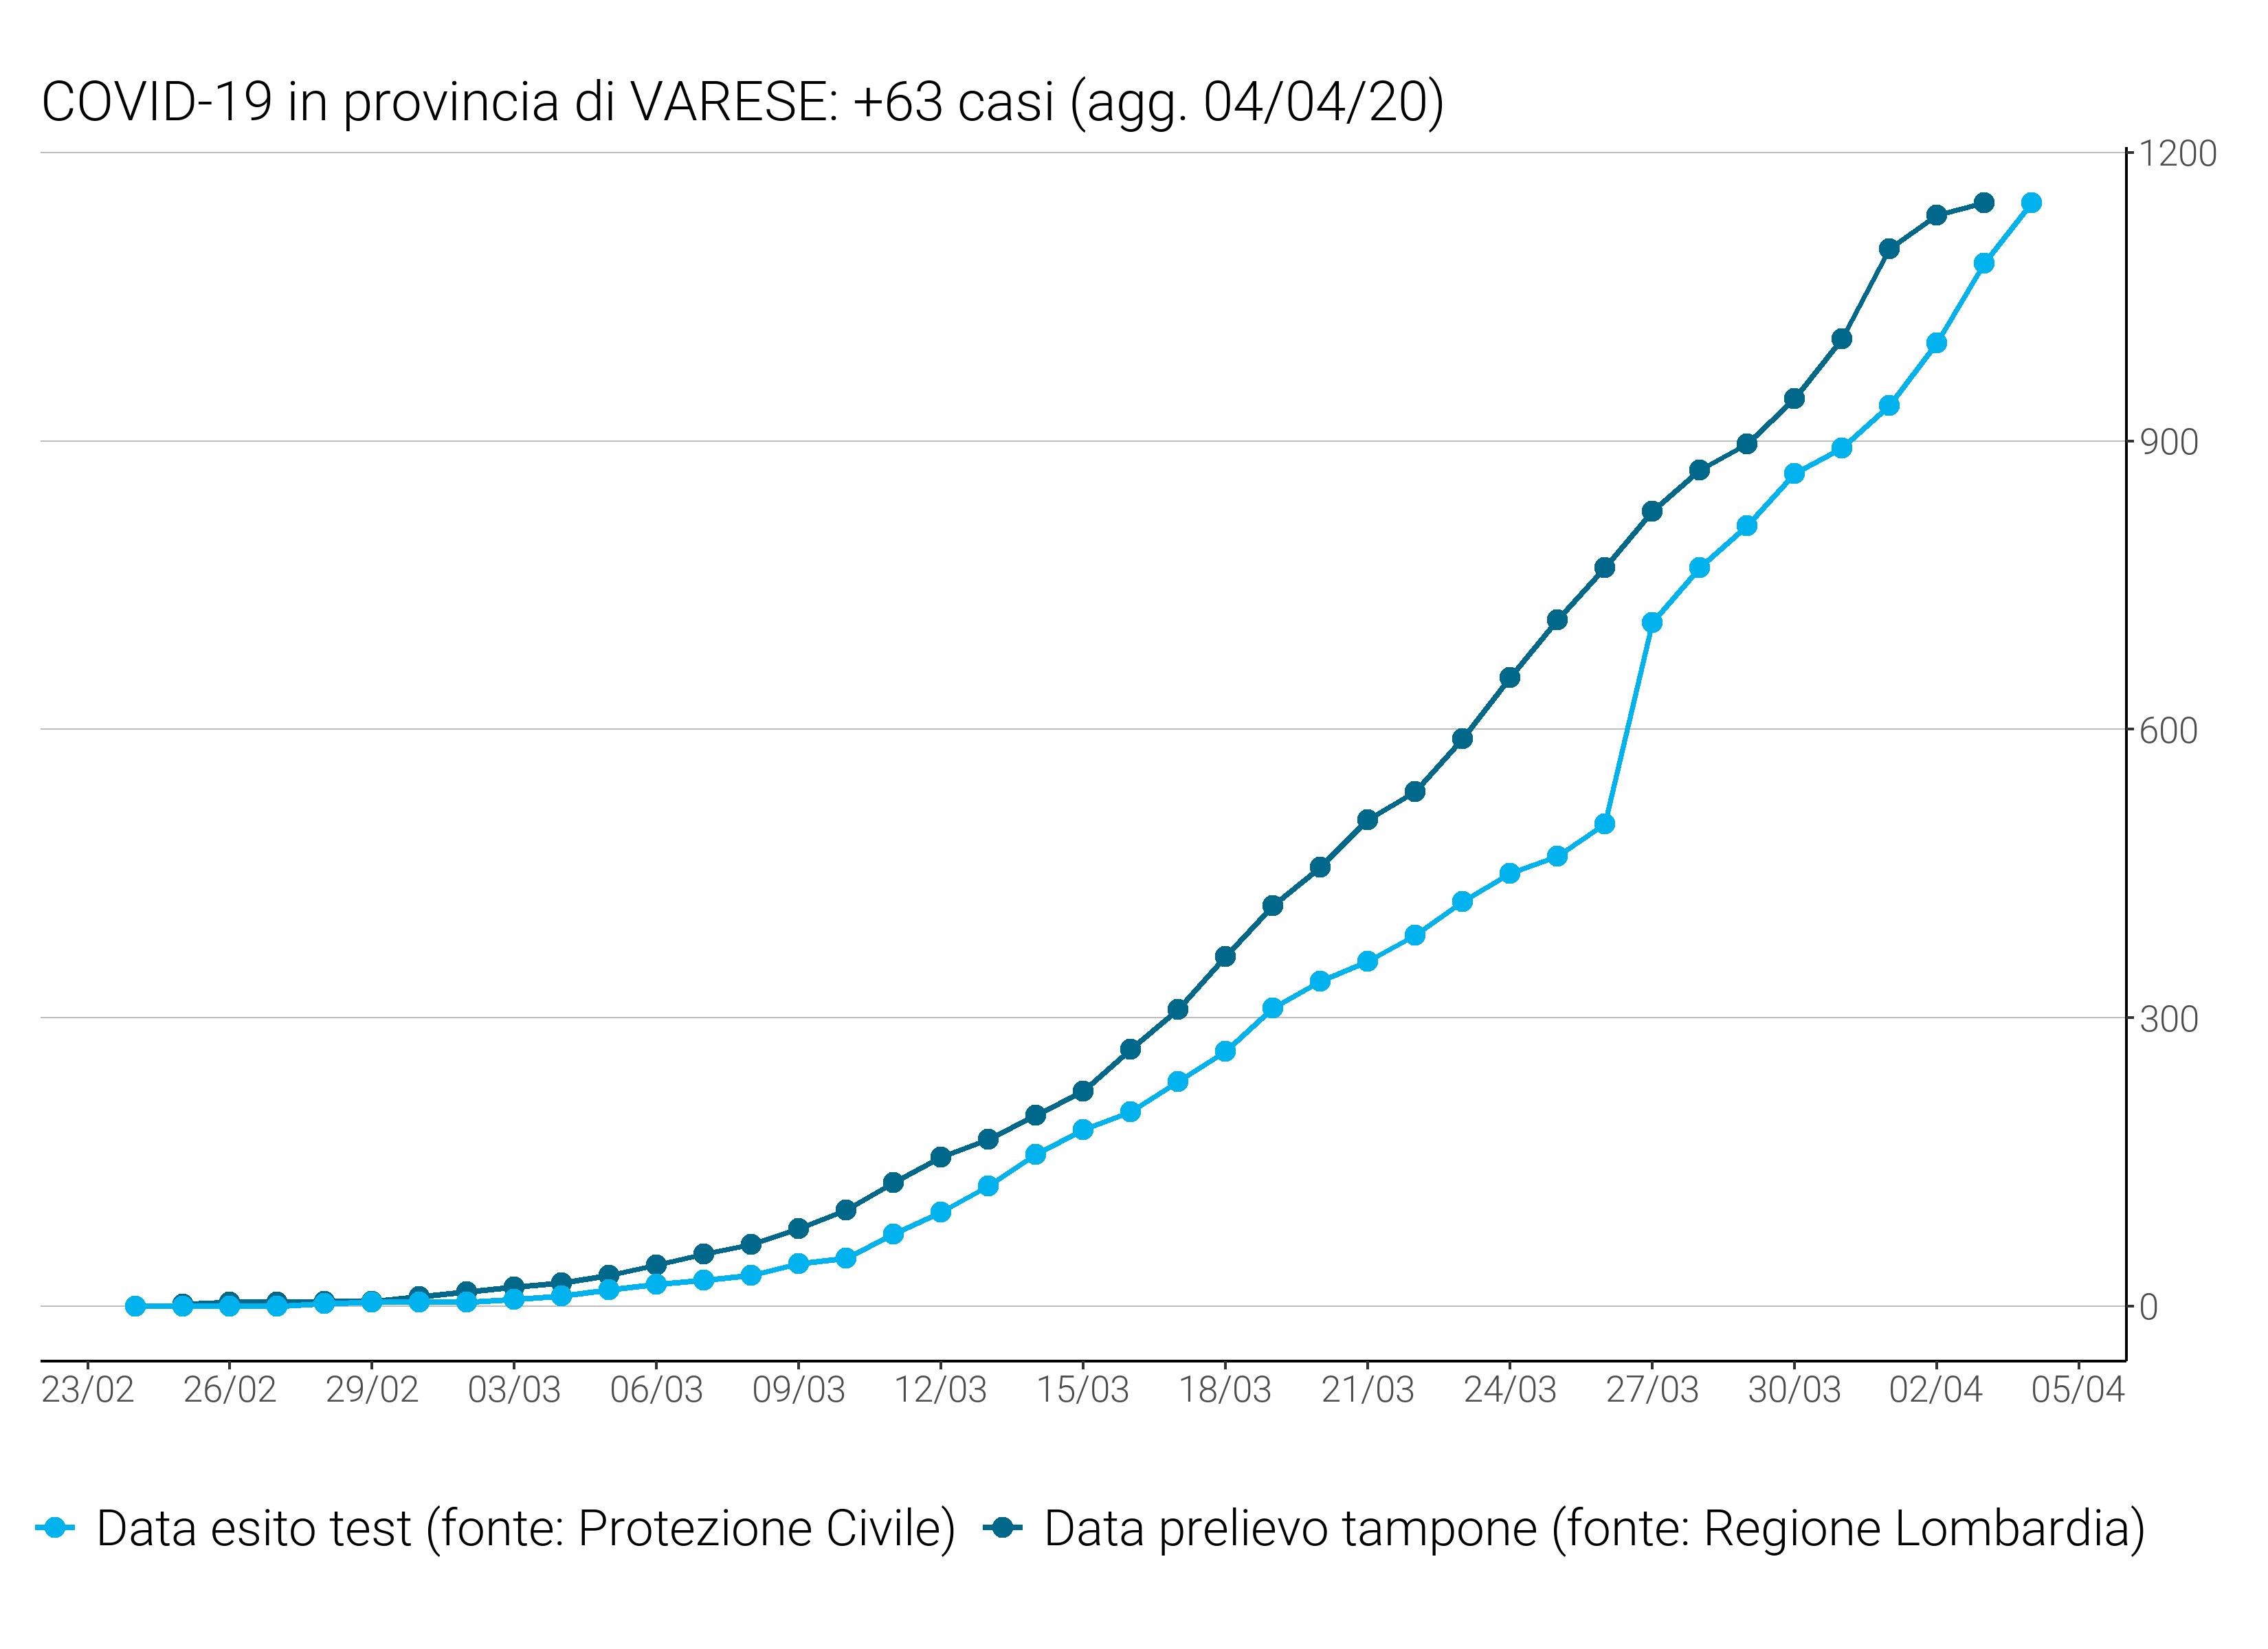 COVID-19 in provincia di VARESE: +63 casi (agg. 04/04/20)
1200
900
600
300
0
23/02 26/02 29/02 03/03 06/03 09/03 12/03 15/03 18/03 21/03 24/03 27/03 30/03 02/04 05/04
Data esito test (fonte: Protezione Civile) Data prelievo tampone (fonte: Regione Lombardia)